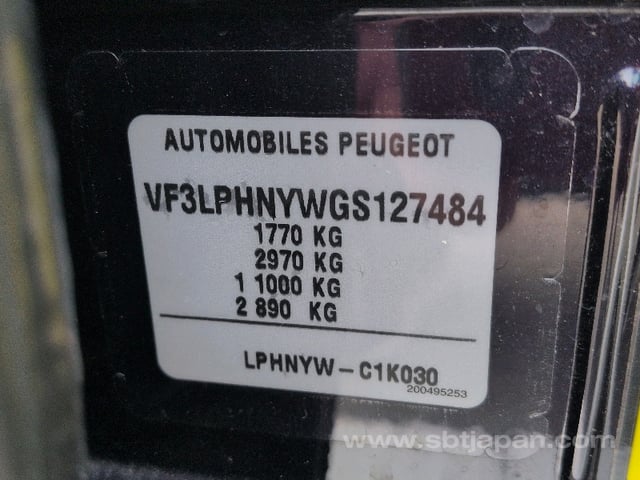 AUTOMOBILES PEUGEOT
VF3LPHNYWGS127484
1770 KG
2970 KG
1 1000 KG
2 890 KG
LPHNYW-C1K030
200495253
www.sbtjapan.com